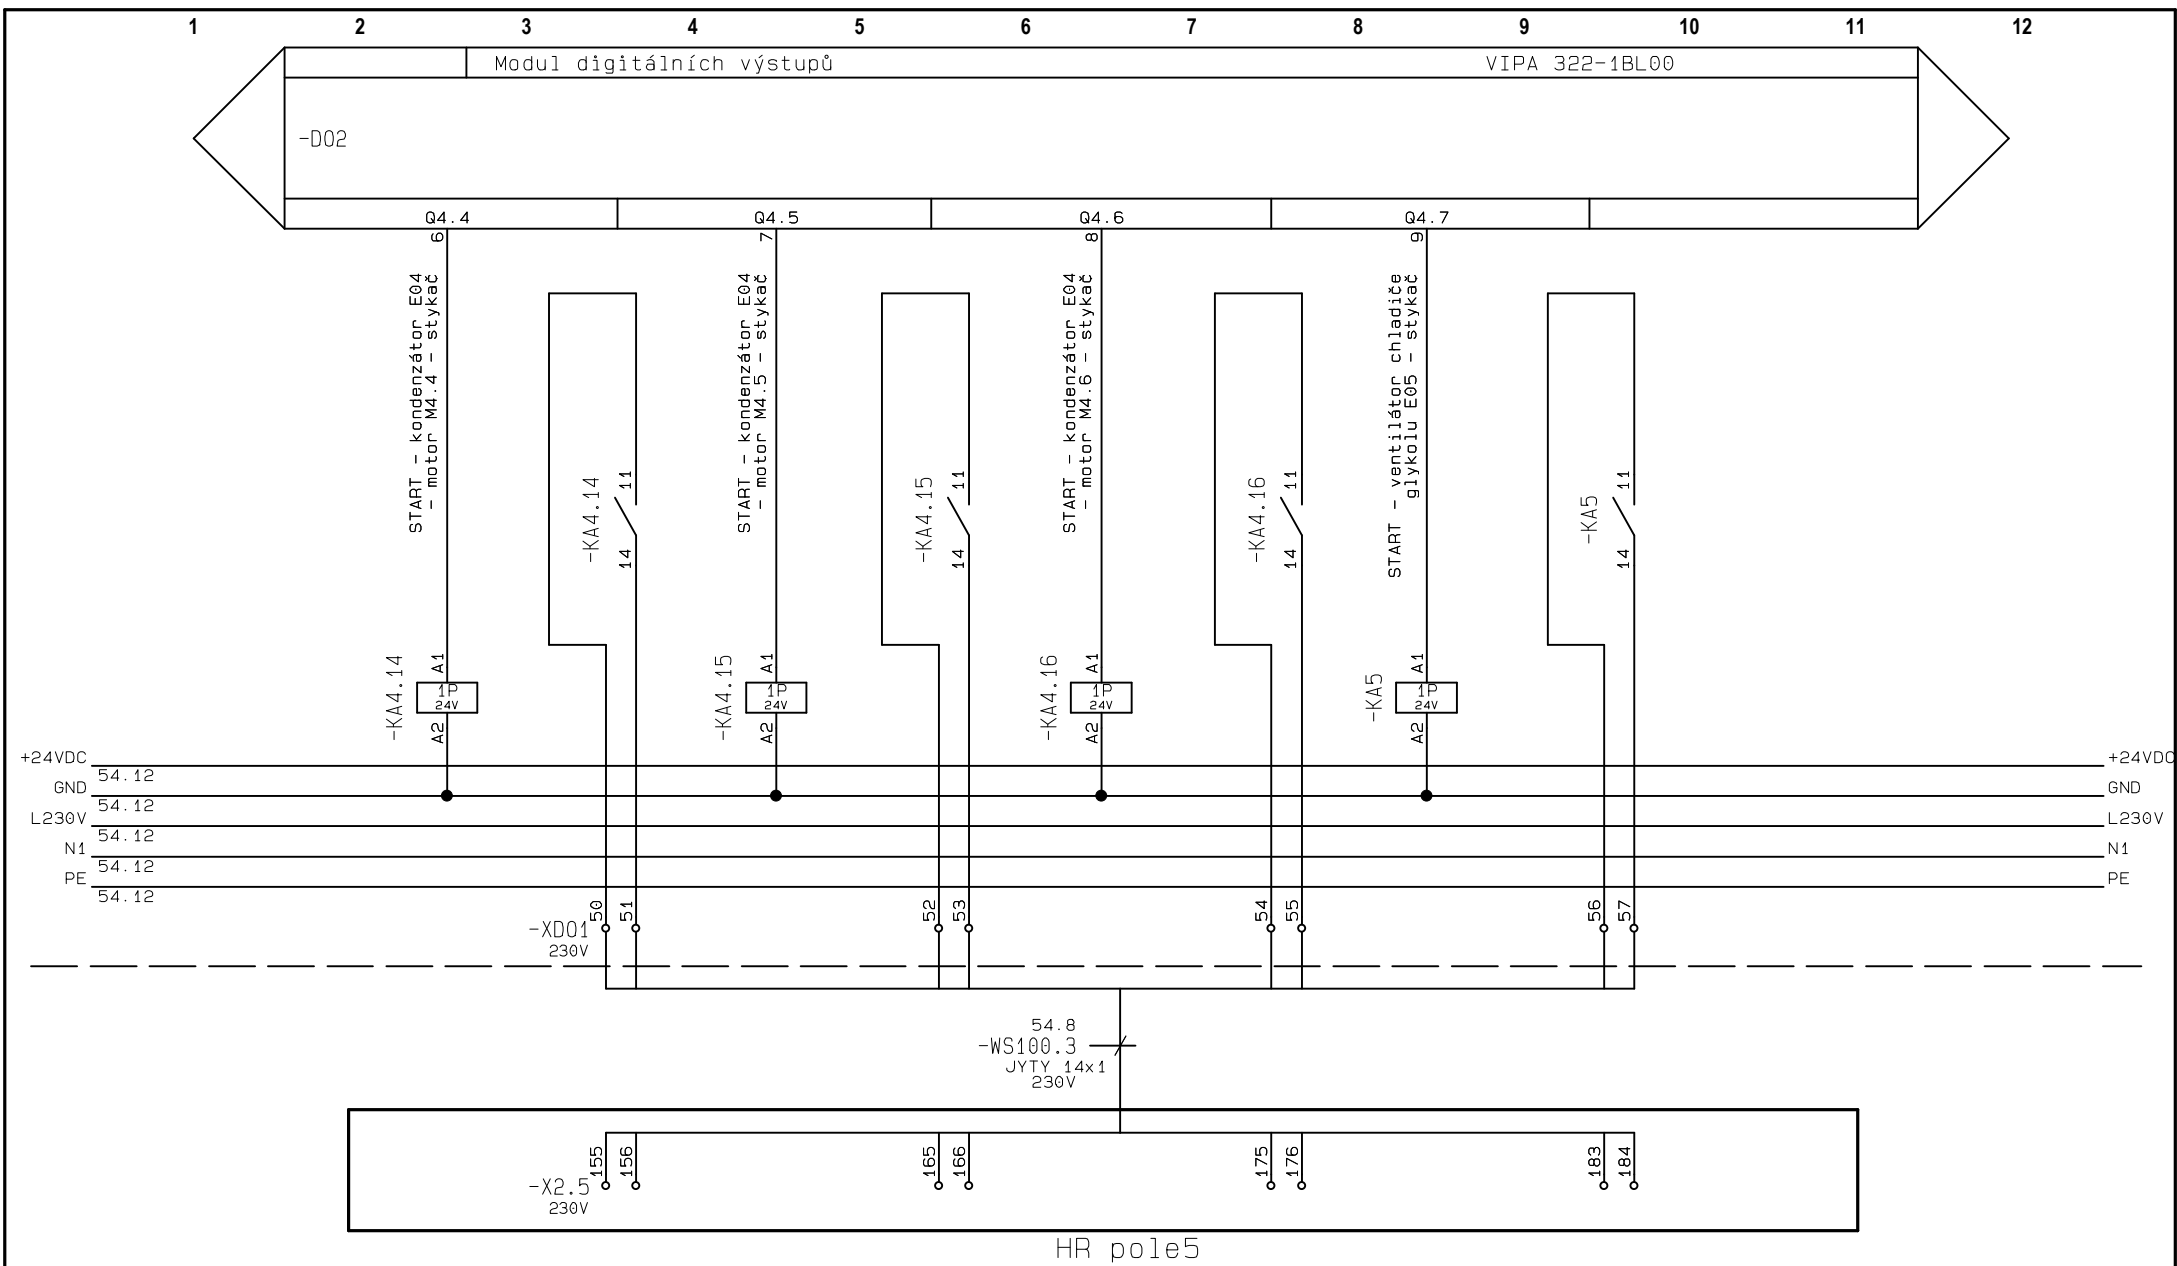 1 2 3 4 5 6 7 8 9 10 11 12
Modul digitálních výstupů VIPA 322-1BL00
-DO2
Q4.4 Q4.5 Q4.6 Q4.7
6 7 8 9
START - kondenzátor E04
- motor M4.4 - stykač
START - kondenzátor E04
- motor M4.5 - stykač
START - kondenzátor E04
- motor M4.6 - stykač
START - ventilátor chladiče
glykolu E05 - stykač
-KA4.14 11 14
-KA4.15 11 14
-KA4.16 11 14
-KA5 11 14
-KA4.14 A1 1P 24V A2
-KA4.15 A1 1P 24V A2
-KA4.16 A1 1P 24V A2
-KA5 A1 1P 24V A2
+24VDC 54.12 +24VDC
GND 54.12 GND
L230V 54.12 L230V
N1 54.12 N1
PE 54.12 PE
-XDO1 50 51 52 53 54 55 56 57
230V
54.8
-WS100.3
JYTY 14x1
230V
155 156 165 166 175 176 183 184
-X2.5
230V
HR pole5